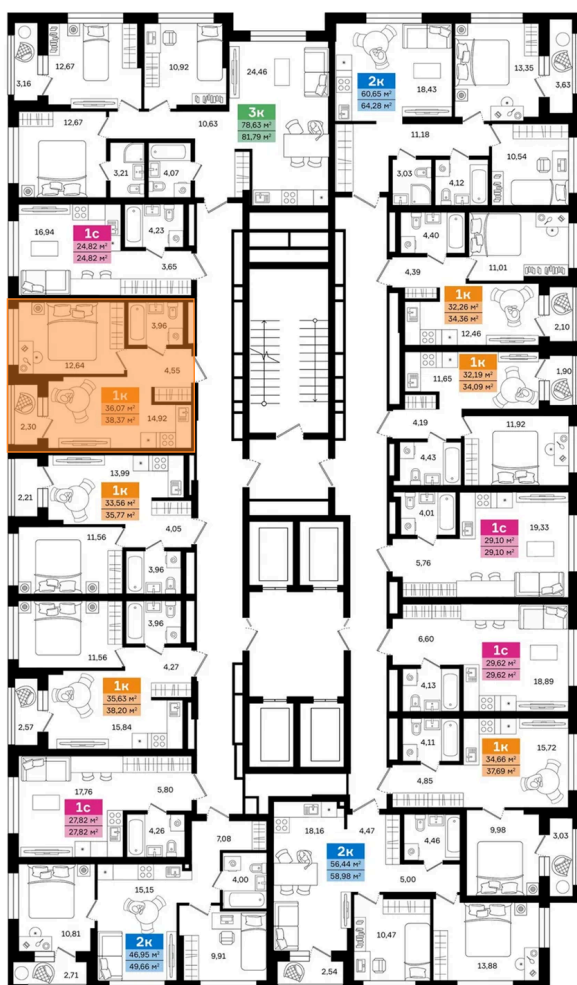 3,16
12,67
10,92
24,46
3к
78,63 м²
81,79 м²
10,63
12,67
3,21
4,07
2к
60,65 м²
64,28 м²
18,43
13,35
3,63
11,18
3,03
4,12
10,54
16,94
1с
24,82 м²
24,82 м²
4,23
3,65
4,40
4,39
11,01
1к
32,26 м²
34,36 м²
12,46
2,10
3,96
12,64
4,55
1к
36,07 м²
38,37 м²
14,92
2,30
1к
32,19 м²
34,09 м²
11,65
1,90
4,19
4,43
11,92
13,99
2,21
1к
33,56 м²
35,77 м²
4,05
11,56
3,96
4,01
1с
29,10 м²
29,10 м²
19,33
5,76
3,96
11,56
4,27
1к
35,63 м²
38,20 м²
2,57
15,84
6,60
1с
29,62 м²
29,62 м²
4,13
18,89
4,11
1к
34,66 м²
37,69 м²
15,72
4,85
17,76
5,80
1с
27,82 м²
27,82 м²
4,26
7,08
18,16
4,47
2к
56,44 м²
58,98 м²
4,46
5,00
9,98
3,03
4,00
15,15
10,81
2к
46,95 м²
49,66 м²
2,71
9,91
2,54
10,47
13,88